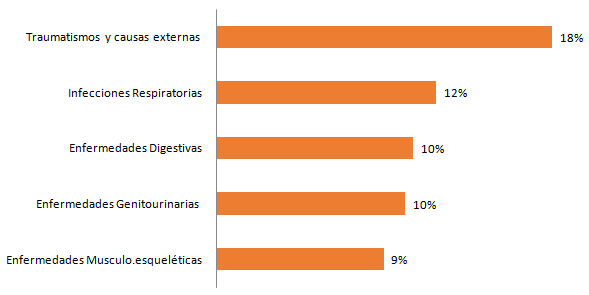 Traumatismos y causas externas 18%
Infecciones Respiratorias 12%
Enfermedades Digestivas 10%
Enfermedades Genitourinarias 10%
Enfermedades Musculo.esqueléticas 9%